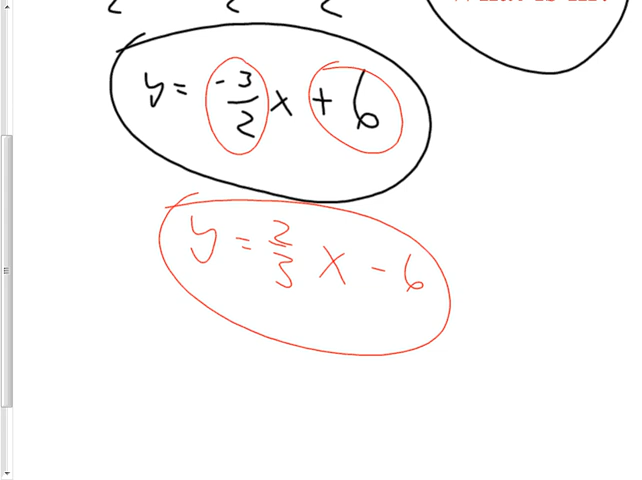 y = -3/2 x + 6
y = 2/3 x - 6